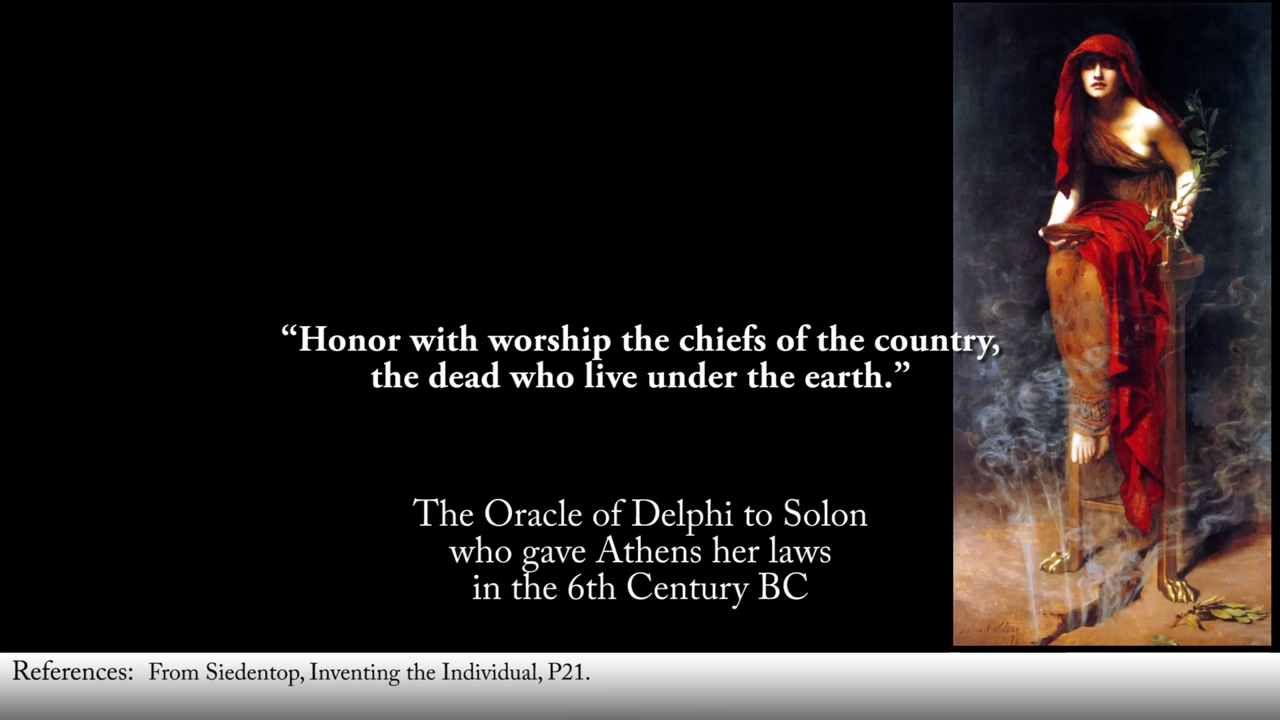 “Honor with worship the chiefs of the country,
the dead who live under the earth.”
The Oracle of Delphi to Solon
who gave Athens her laws
in the 6th Century BC
References: From Siedentop, Inventing the Individual, P21.